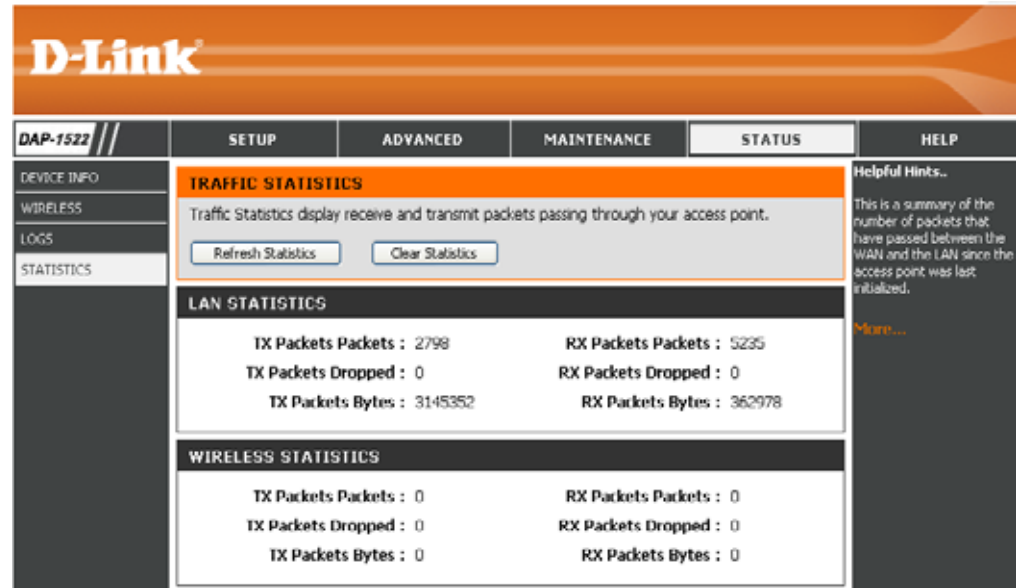 D-Link
DAP-1522
SETUP
ADVANCED
MAINTENANCE
STATUS
HELP
DEVICE INFO
WIRELESS
LOGS
STATISTICS
TRAFFIC STATISTICS
Traffic Statistics display receive and transmit packets passing through your access point.
Refresh Statistics
Clear Statistics
LAN STATISTICS
TX Packets Packets : 2798
RX Packets Packets : 5235
TX Packets Dropped : 0
RX Packets Dropped : 0
TX Packets Bytes : 3145352
RX Packets Bytes : 362978
WIRELESS STATISTICS
TX Packets Packets : 0
RX Packets Packets : 0
TX Packets Dropped : 0
RX Packets Dropped : 0
TX Packets Bytes : 0
RX Packets Bytes : 0
Helpful Hints..
This is a summary of the
number of packets that
have passed between the
WAN and the LAN since the
access point was last
initialized.
More...